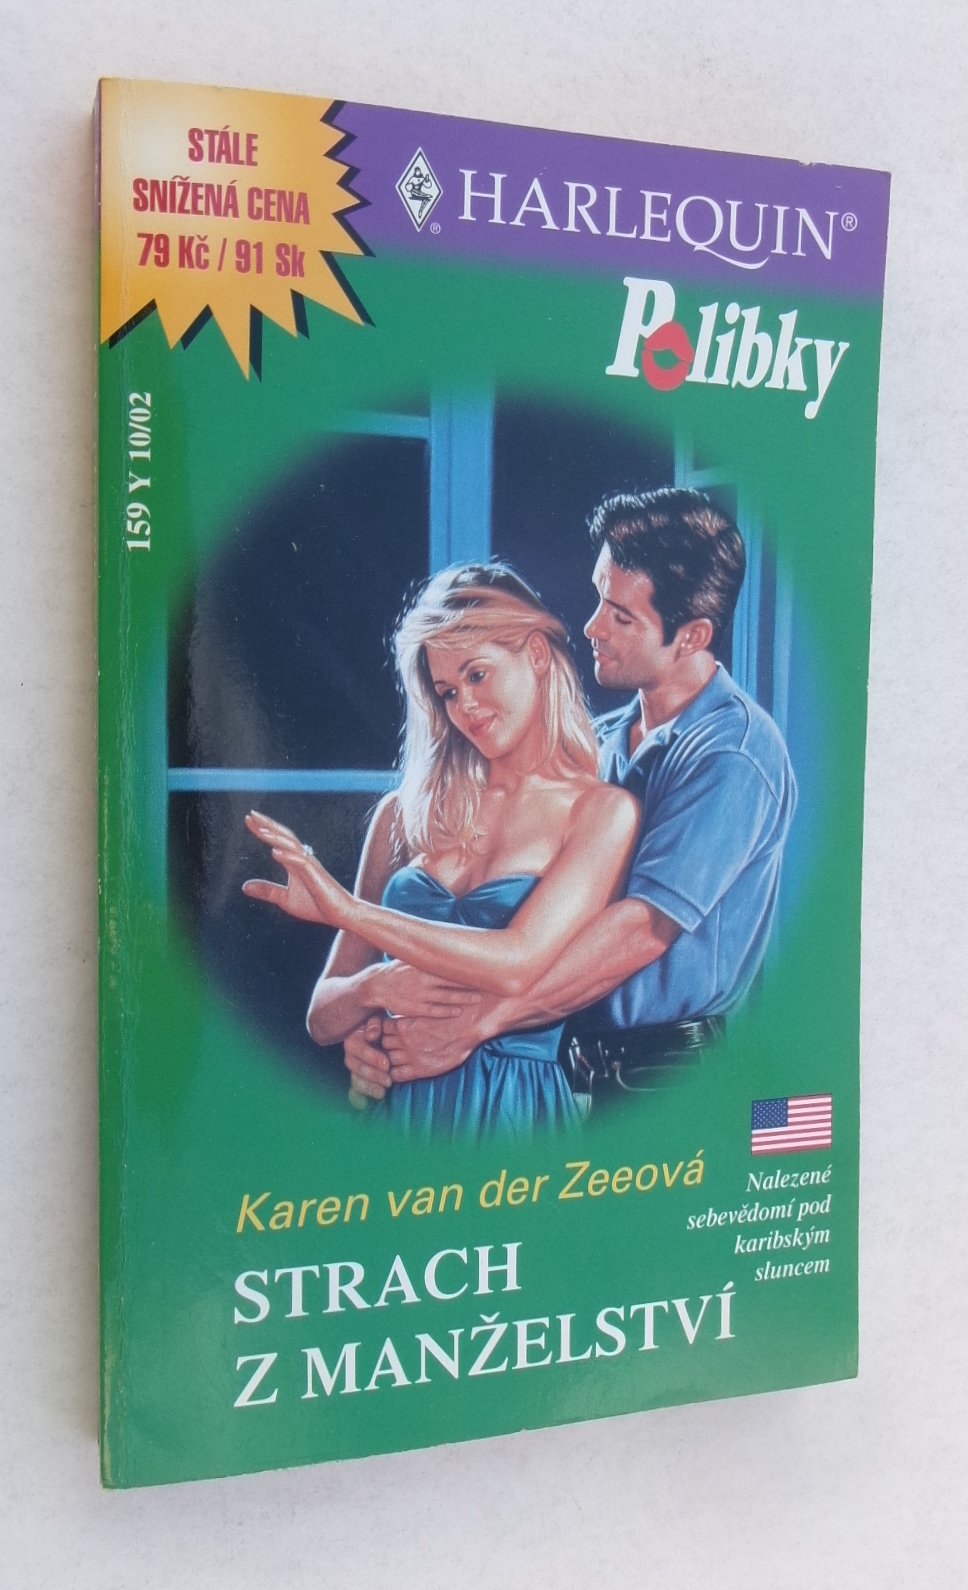 STÁLE
SNÍŽENÁ CENA
79 Kč / 91 Sk
HARLEQUIN®
Polibky
159 Y 10/02
Karen van der Zeeová
Nalezené
sebevědomí pod
karibským
sluncem
STRACH
Z MANŽELSTVÍ